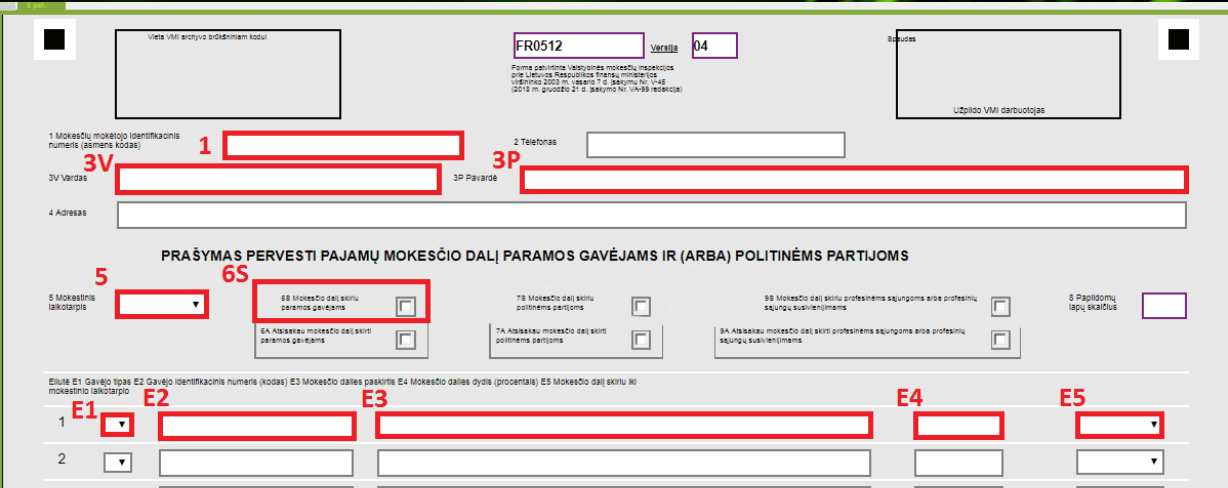 Vieta VMI archyvo brūkšniniam kodui
FR0512
Versija
04
Spaudas
Forma patvirtinta Valstybinės mokesčių inspekcijos
prie Lietuvos Respublikos finansų ministerijos
viršininko 2003 m. vasario 7 d. įsakymu Nr. V-45
(2018 m. gruodžio 21 d. įsakymo Nr. VA-99 redakcija)
Užpildo VMI darbuotojas
1 Mokesčių mokėtojo identifikacinis
numeris (asmens kodas)
1
2 Telefonas
3V
3V Vardas
3P
3P Pavardė
4 Adresas
PRAŠYMAS PERVESTI PAJAMŲ MOKESČIO DALĮ PARAMOS GAVĖJAMS IR (ARBA) POLITINĖMS PARTIJOMS
5
5 Mokestinis
laikotarpis
6S
6S Mokesčio dalį skiriu
paramos gavėjams
7S Mokesčio dalį skiriu
politinėms partijoms
9S Mokesčio dalį skiriu profesinėms sąjungoms arba profesinių
sąjungų susivienijimams
8 Papildomų
lapų skaičius
6A Atsisakau mokesčio dalį skirti
paramos gavėjams
7A Atsisakau mokesčio dalį skirti
politinėms partijoms
9A Atsisakau mokesčio dalį skirti profesinėms sąjungoms arba profesinių
sąjungų susivienijimams
Eilutė E1 Gavėjo tipas E2 Gavėjo identifikacinis numeris (kodas) E3 Mokesčio dalies paskirtis E4 Mokesčio dalies dydis (procentais) E5 Mokesčio dalį skiriu iki
mokestinio laikotarpio
E1
E2
E3
E4
E5
1
2